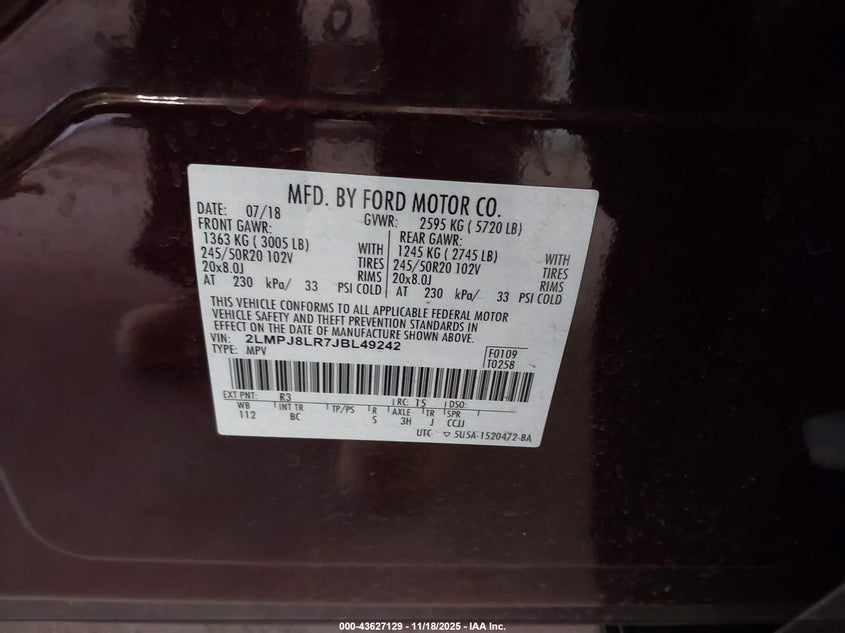 MFD. BY FORD MOTOR CO.
DATE: 07/18 GVWR: 2595 KG ( 5720 LB)
FRONT GAWR: REAR GAWR:
1363 KG ( 3005 LB) WITH 1245 KG ( 2745 LB) WITH
245/50R20 102V TIRES 245/50R20 102V TIRES
20x8.0J RIMS 20x8.0J RIMS
AT 230 kPa/ 33 PSI COLD AT 230 kPa/ 33 PSI COLD
THIS VEHICLE CONFORMS TO ALL APPLICABLE FEDERAL MOTOR
VEHICLE SAFETY AND THEFT PREVENTION STANDARDS IN
EFFECT ON THE DATE OF MANUFACTURE SHOWN ABOVE.
VIN: 2LMPJ8LR7JBL49242
TYPE: MPV F0109
T0258
EXT PNT: R3 RC: 15 DSO:
WB INT TR TP/PS R AXLE TR SPR
112 BC S 3H J CCJJ
UTC 5U5A-1520472-BA
000-43627129 - 11/18/2025 - IAA Inc.